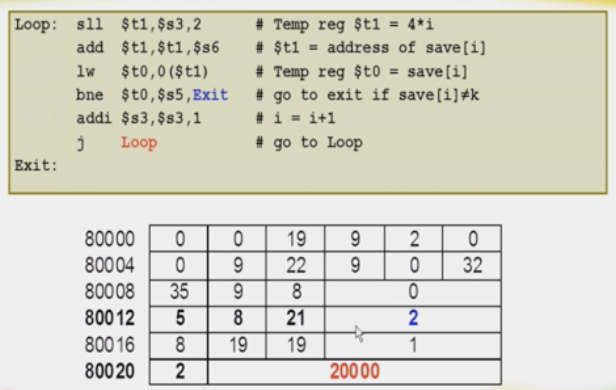 Loop: sll $t1,$s3,2 # Temp reg $t1 = 4*i
add $t1,$t1,$s6 # $t1 = address of save[i]
lw $t0,0($t1) # Temp reg $t0 = save[i]
bne $t0,$s5,Exit # go to exit if save[i]≠k
addi $s3,$s3,1 # i = i+1
j Loop # go to Loop
Exit:
80000 0 0 19 9 2 0
80004 0 9 22 9 0 32
80008 35 9 8 0
80012 5 8 21 2
80016 8 19 19 1
80020 2 20000